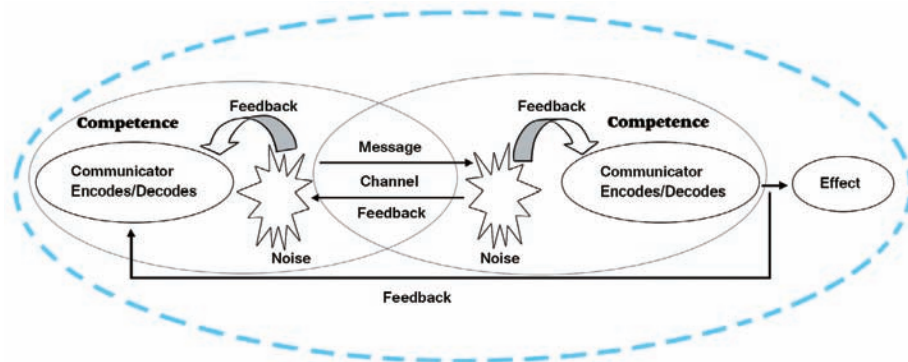 Feedback
Feedback
Competence
Competence
Message
Communicator
Encodes/Decodes
Channel
Communicator
Encodes/Decodes
Effect
Feedback
Noise
Noise
Feedback